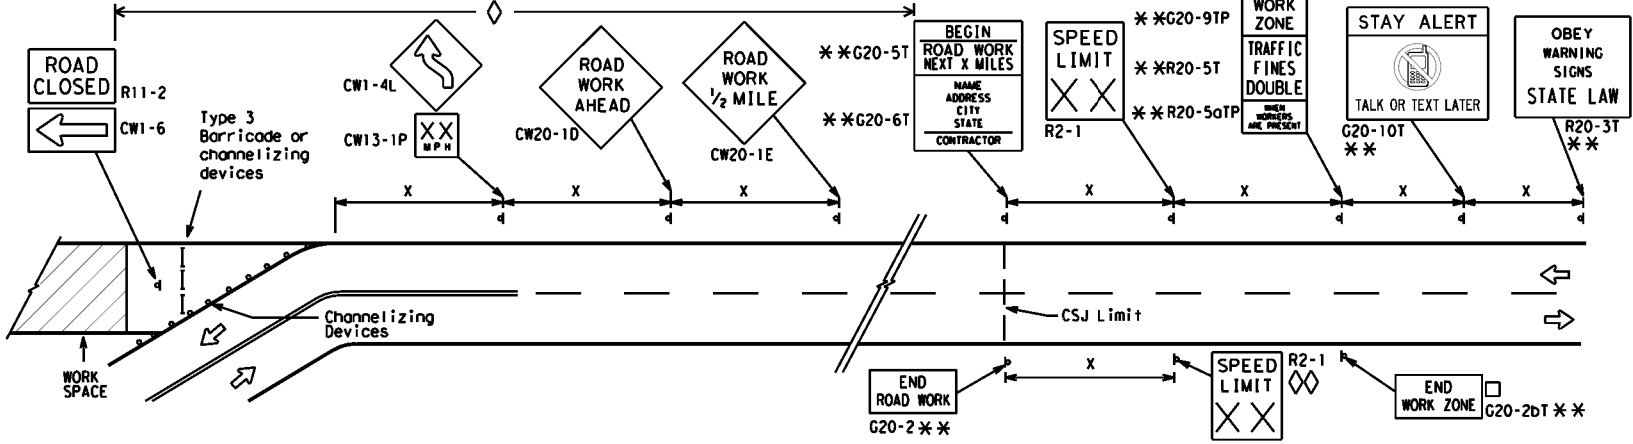 ROAD
CLOSED
R11-2
CW1-6
Type 3
Barricade or
channelizing
devices
CW1-4L
XX
MPH
CW13-1P
ROAD
WORK
AHEAD
CW20-1D
ROAD
WORK
1/2 MILE
CW20-1E
* *G20-5T
* *G20-6T
BEGIN
ROAD WORK
NEXT X MILES
NAME
ADDRESS
CITY
STATE
CONTRACTOR
SPEED
LIMIT
X X
R2-1
* *G20-9TP
* *R20-5T
* *R20-5aTP
WORK
ZONE
TRAFFIC
FINES
DOUBLE
WHEN
WORKERS
ARE PRESENT
STAY ALERT
TALK OR TEXT LATER
G20-10T
* *
OBEY
WARNING
SIGNS
STATE LAW
R20-3T
* *
X
X
X
X
X
X
X
Channelizing
Devices
WORK
SPACE
CSJ Limit
X
END
ROAD WORK
G20-2 * *
SPEED
LIMIT
X X
R2-1
END
WORK ZONE
G20-2bT * *